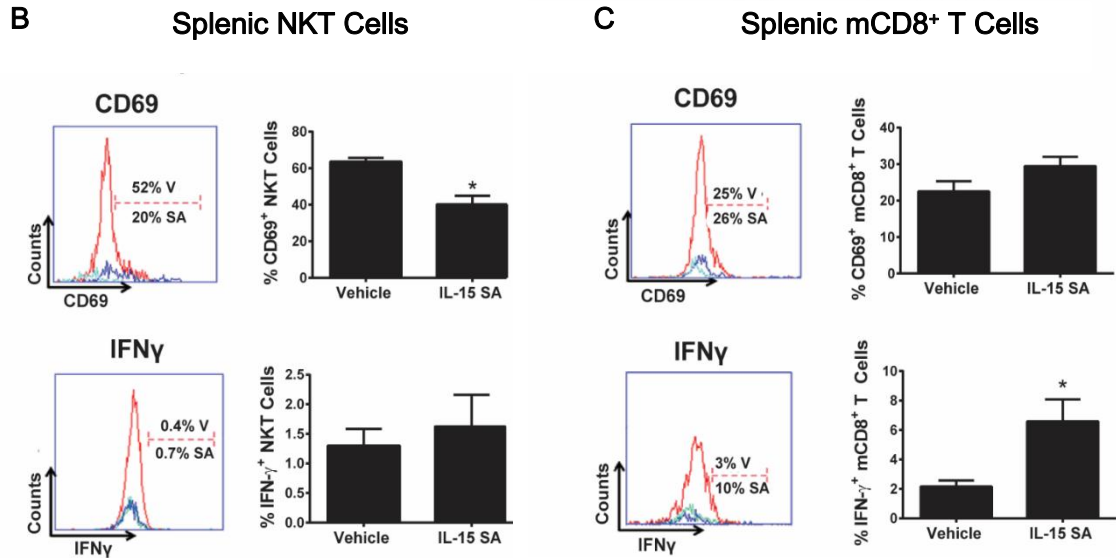 B
Splenic NKT Cells
C
Splenic mCD8⁺ T Cells
CD69
52% V
20% SA
Counts
CD69
% CD69⁺ NKT Cells
80
60
40
20
0
*
Vehicle
IL-15 SA
CD69
25% V
26% SA
Counts
CD69
% CD69⁺ mCD8⁺ T Cells
40
30
20
10
0
Vehicle
IL-15 SA
IFNγ
0.4% V
0.7% SA
Counts
IFNγ
% IFN-γ⁺ NKT Cells
2.5
2.0
1.5
1.0
0.5
0.0
Vehicle
IL-15 SA
IFNγ
3% V
10% SA
Counts
IFNγ
% IFN-γ⁺ mCD8⁺ T Cells
10
8
6
4
2
0
*
Vehicle
IL-15 SA